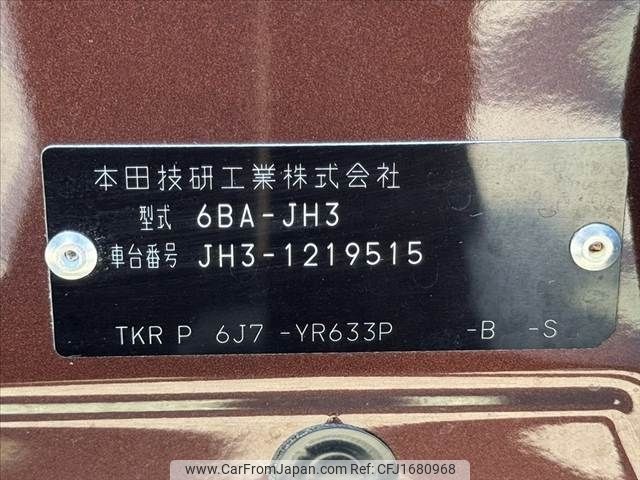 本田技研工業株式会社
型式 6BA-JH3
車台番号 JH3-1219515
TKR P 6J7 -YR633P -B -S
© CarFromJapan.com Ref: CFJ1680968